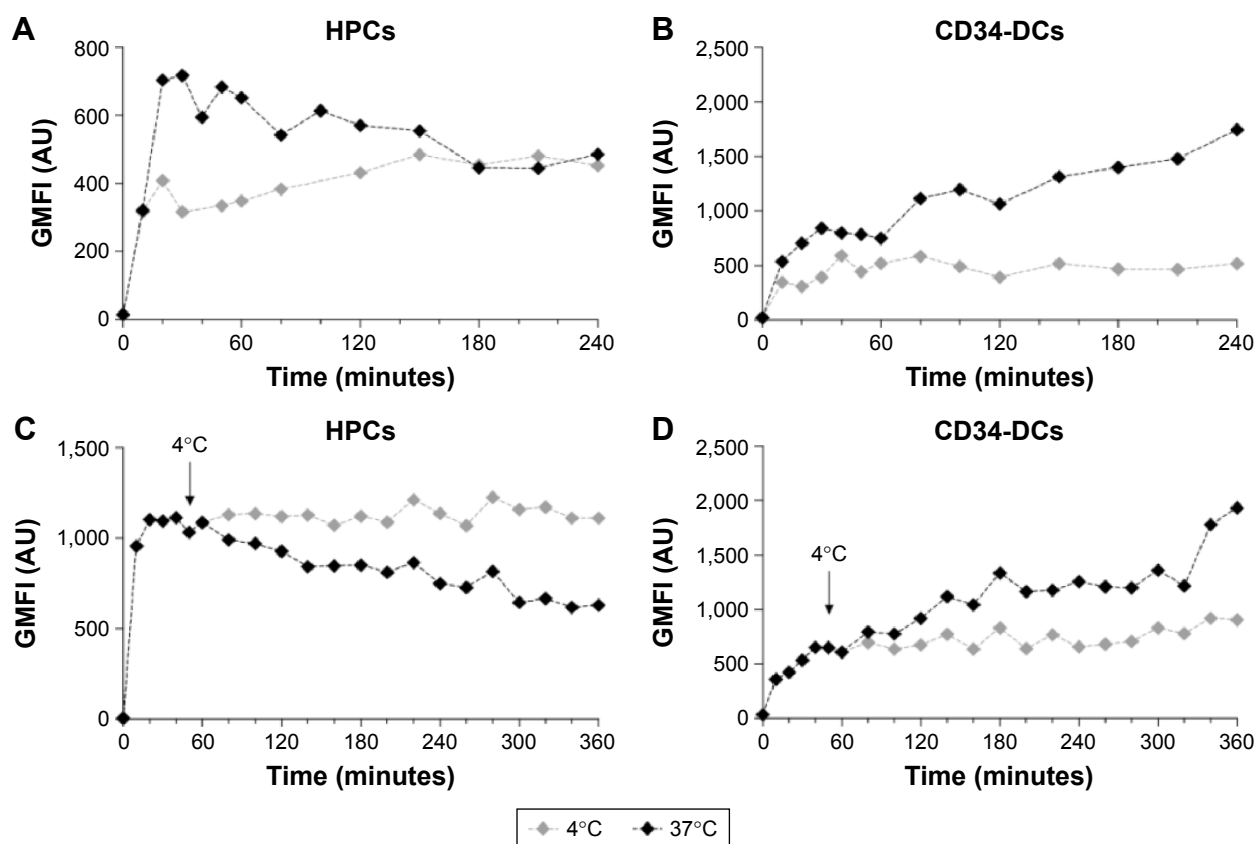 A
HPCs
800
600
400
200
0
GMFI (AU)
0 60 120 180 240
Time (minutes)
B
CD34-DCs
2,500
2,000
1,500
1,000
500
0
GMFI (AU)
0 60 120 180 240
Time (minutes)
C
HPCs
4°C
1,500
1,000
500
0
GMFI (AU)
0 60 120 180 240 300 360
Time (minutes)
D
CD34-DCs
4°C
2,500
2,000
1,500
1,000
500
0
GMFI (AU)
0 60 120 180 240 300 360
Time (minutes)
4°C 37°C